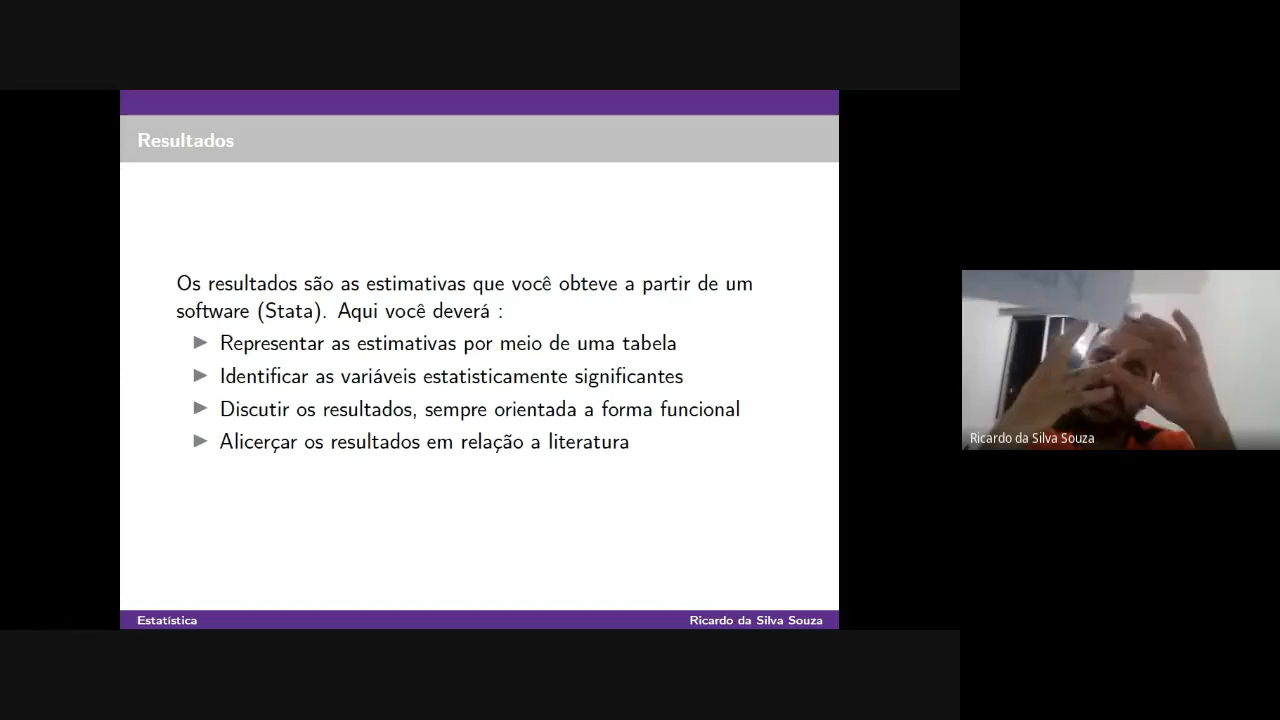 Resultados
Os resultados são as estimativas que você obteve a partir de um
software (Stata). Aqui você deverá :
Representar as estimativas por meio de uma tabela
Identificar as variáveis estatisticamente significantes
Discutir os resultados, sempre orientada a forma funcional
Alicerçar os resultados em relação a literatura
Estatística
Ricardo da Silva Souza
Ricardo da Silva Souza